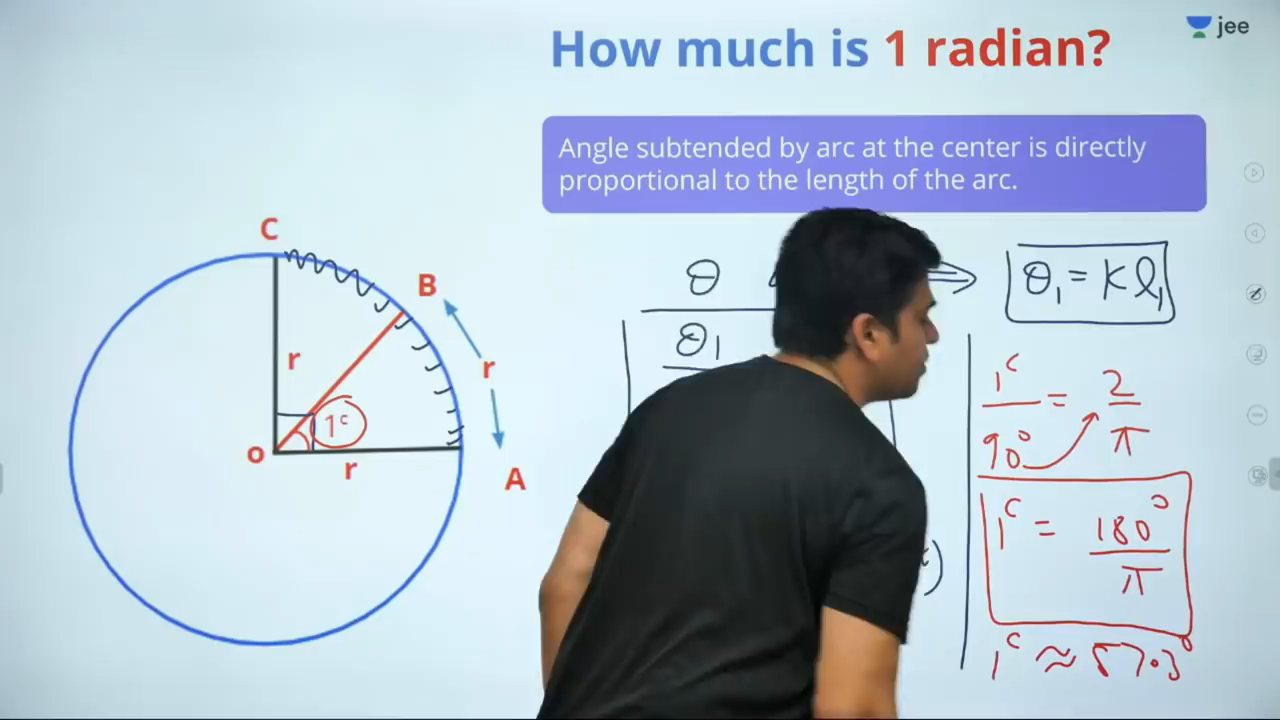 How much is 1 radian?
jee
Angle subtended by arc at the center is directly
proportional to the length of the arc.
C
B
r
r
1ᶜ
O
r
A
θ
θ₁
θ₁ = K l₁
1ᶜ/90° = 2/π
1ᶜ = 180°/π
1ᶜ ≈ 57.3°